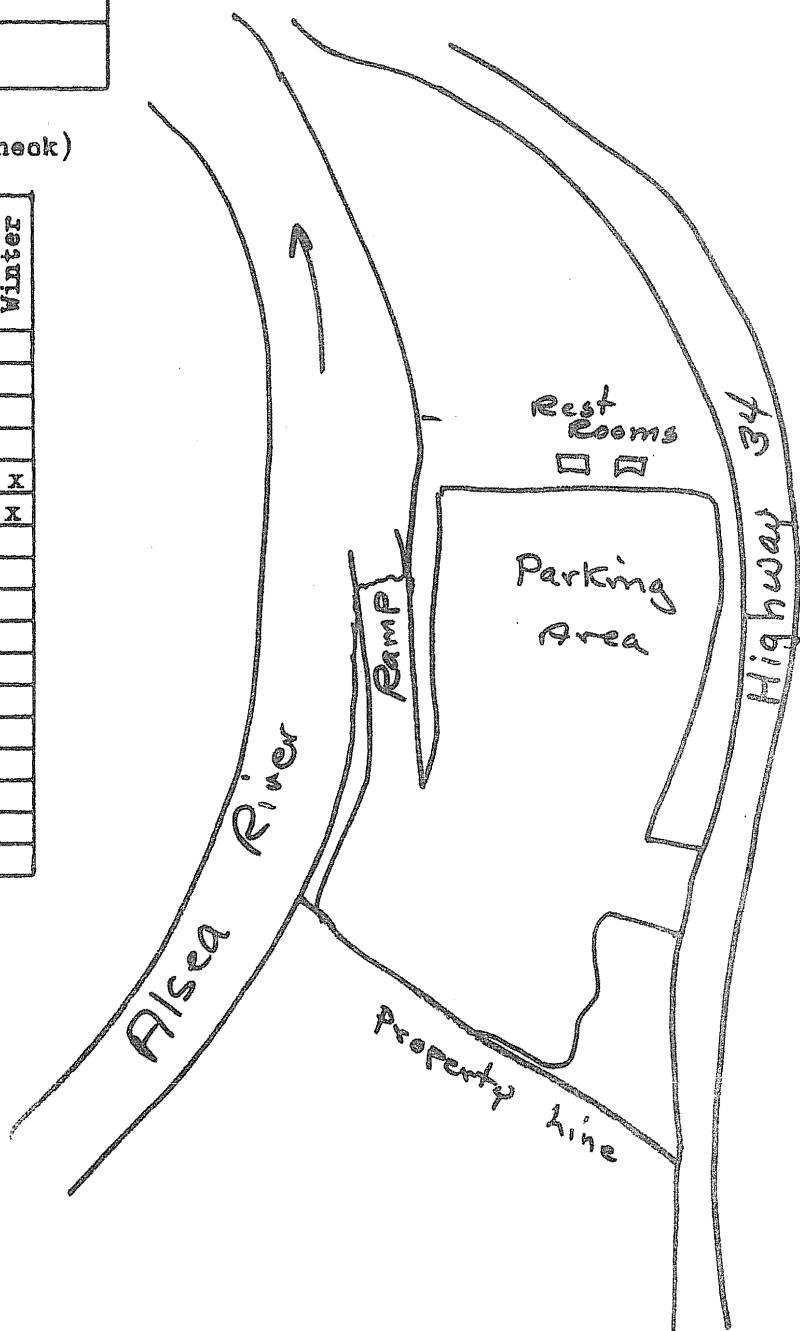 heck)
Winter
x
x
Rest
Rooms
Highway 34
Parking
Area
Ramp
Alsea River
Property Line